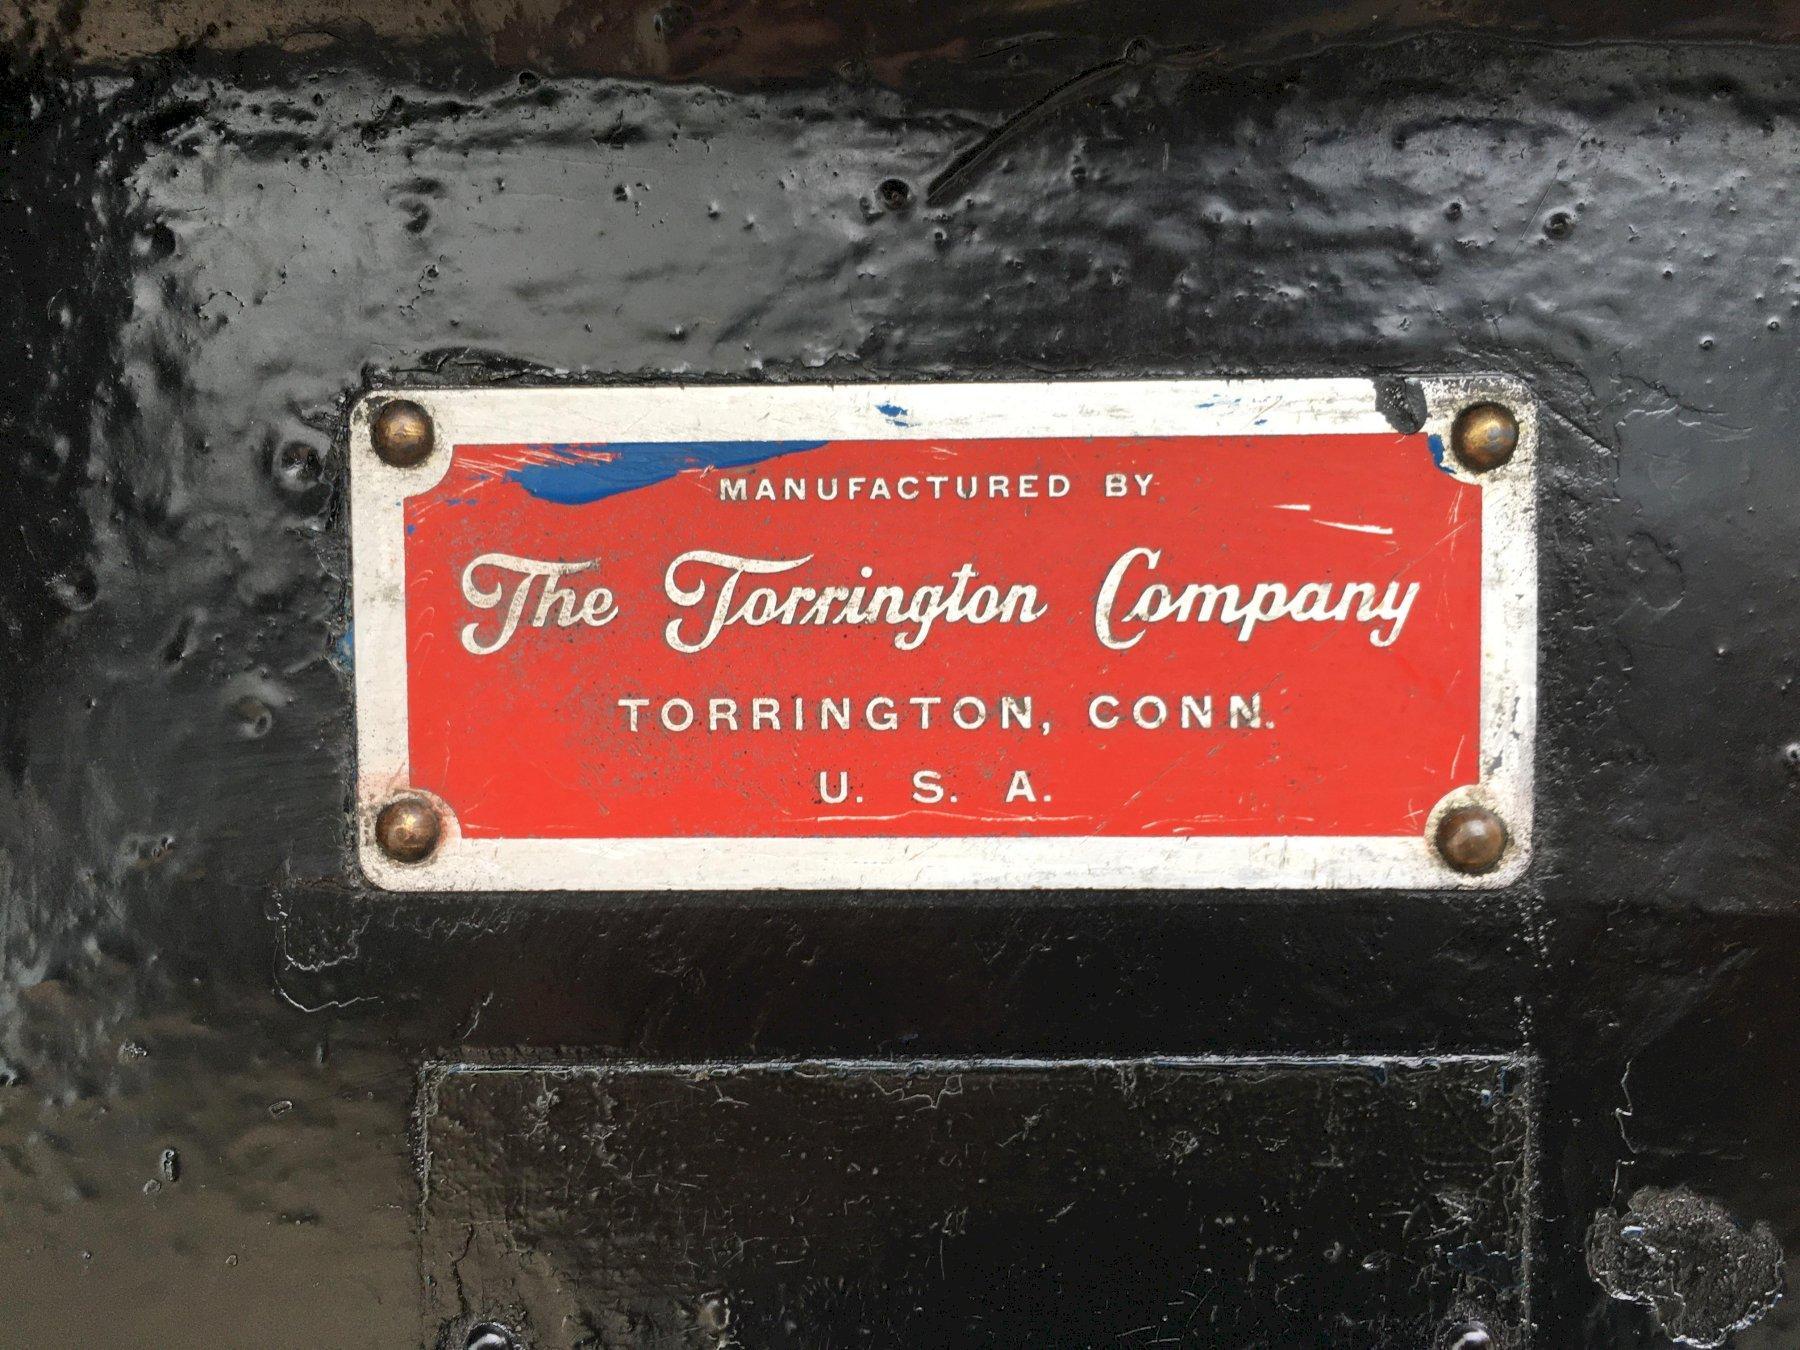 MANUFACTURED BY
The Torrington Company
TORRINGTON, CONN.
U. S. A.